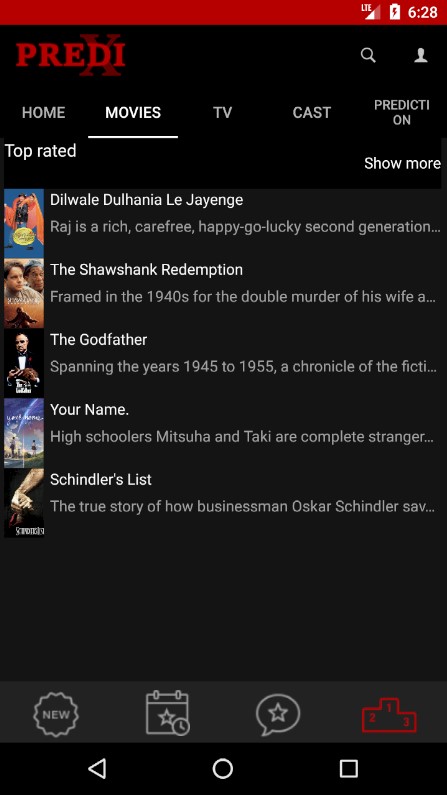 LTE 6:28
PREDIX
HOME MOVIES TV CAST PREDICTI
ON
Top rated
Show more
Dilwale Dulhania Le Jayenge
Raj is a rich, carefree, happy-go-lucky second generation...
The Shawshank Redemption
Framed in the 1940s for the double murder of his wife a...
The Godfather
Spanning the years 1945 to 1955, a chronicle of the ficti...
Your Name.
High schoolers Mitsuha and Taki are complete stranger...
Schindler's List
The true story of how businessman Oskar Schindler sav...
NEW 2 1 3